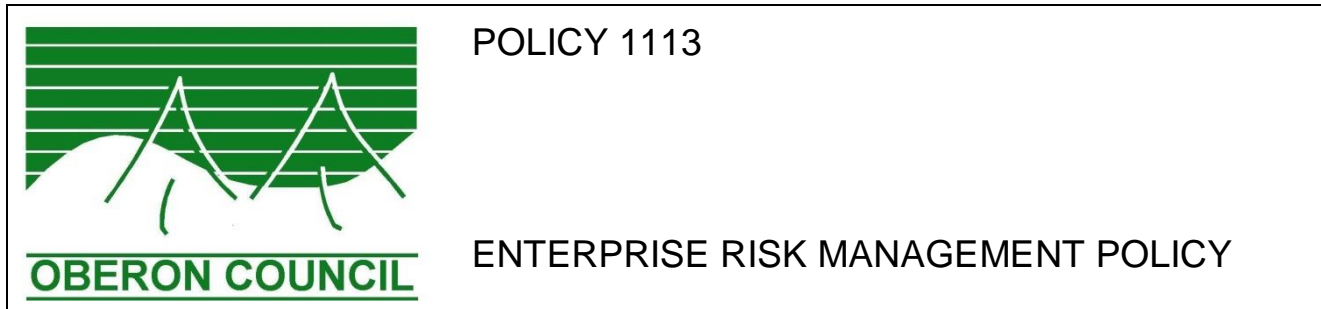 POLICY 1113
ENTERPRISE RISK MANAGEMENT POLICY
OBERON COUNCIL